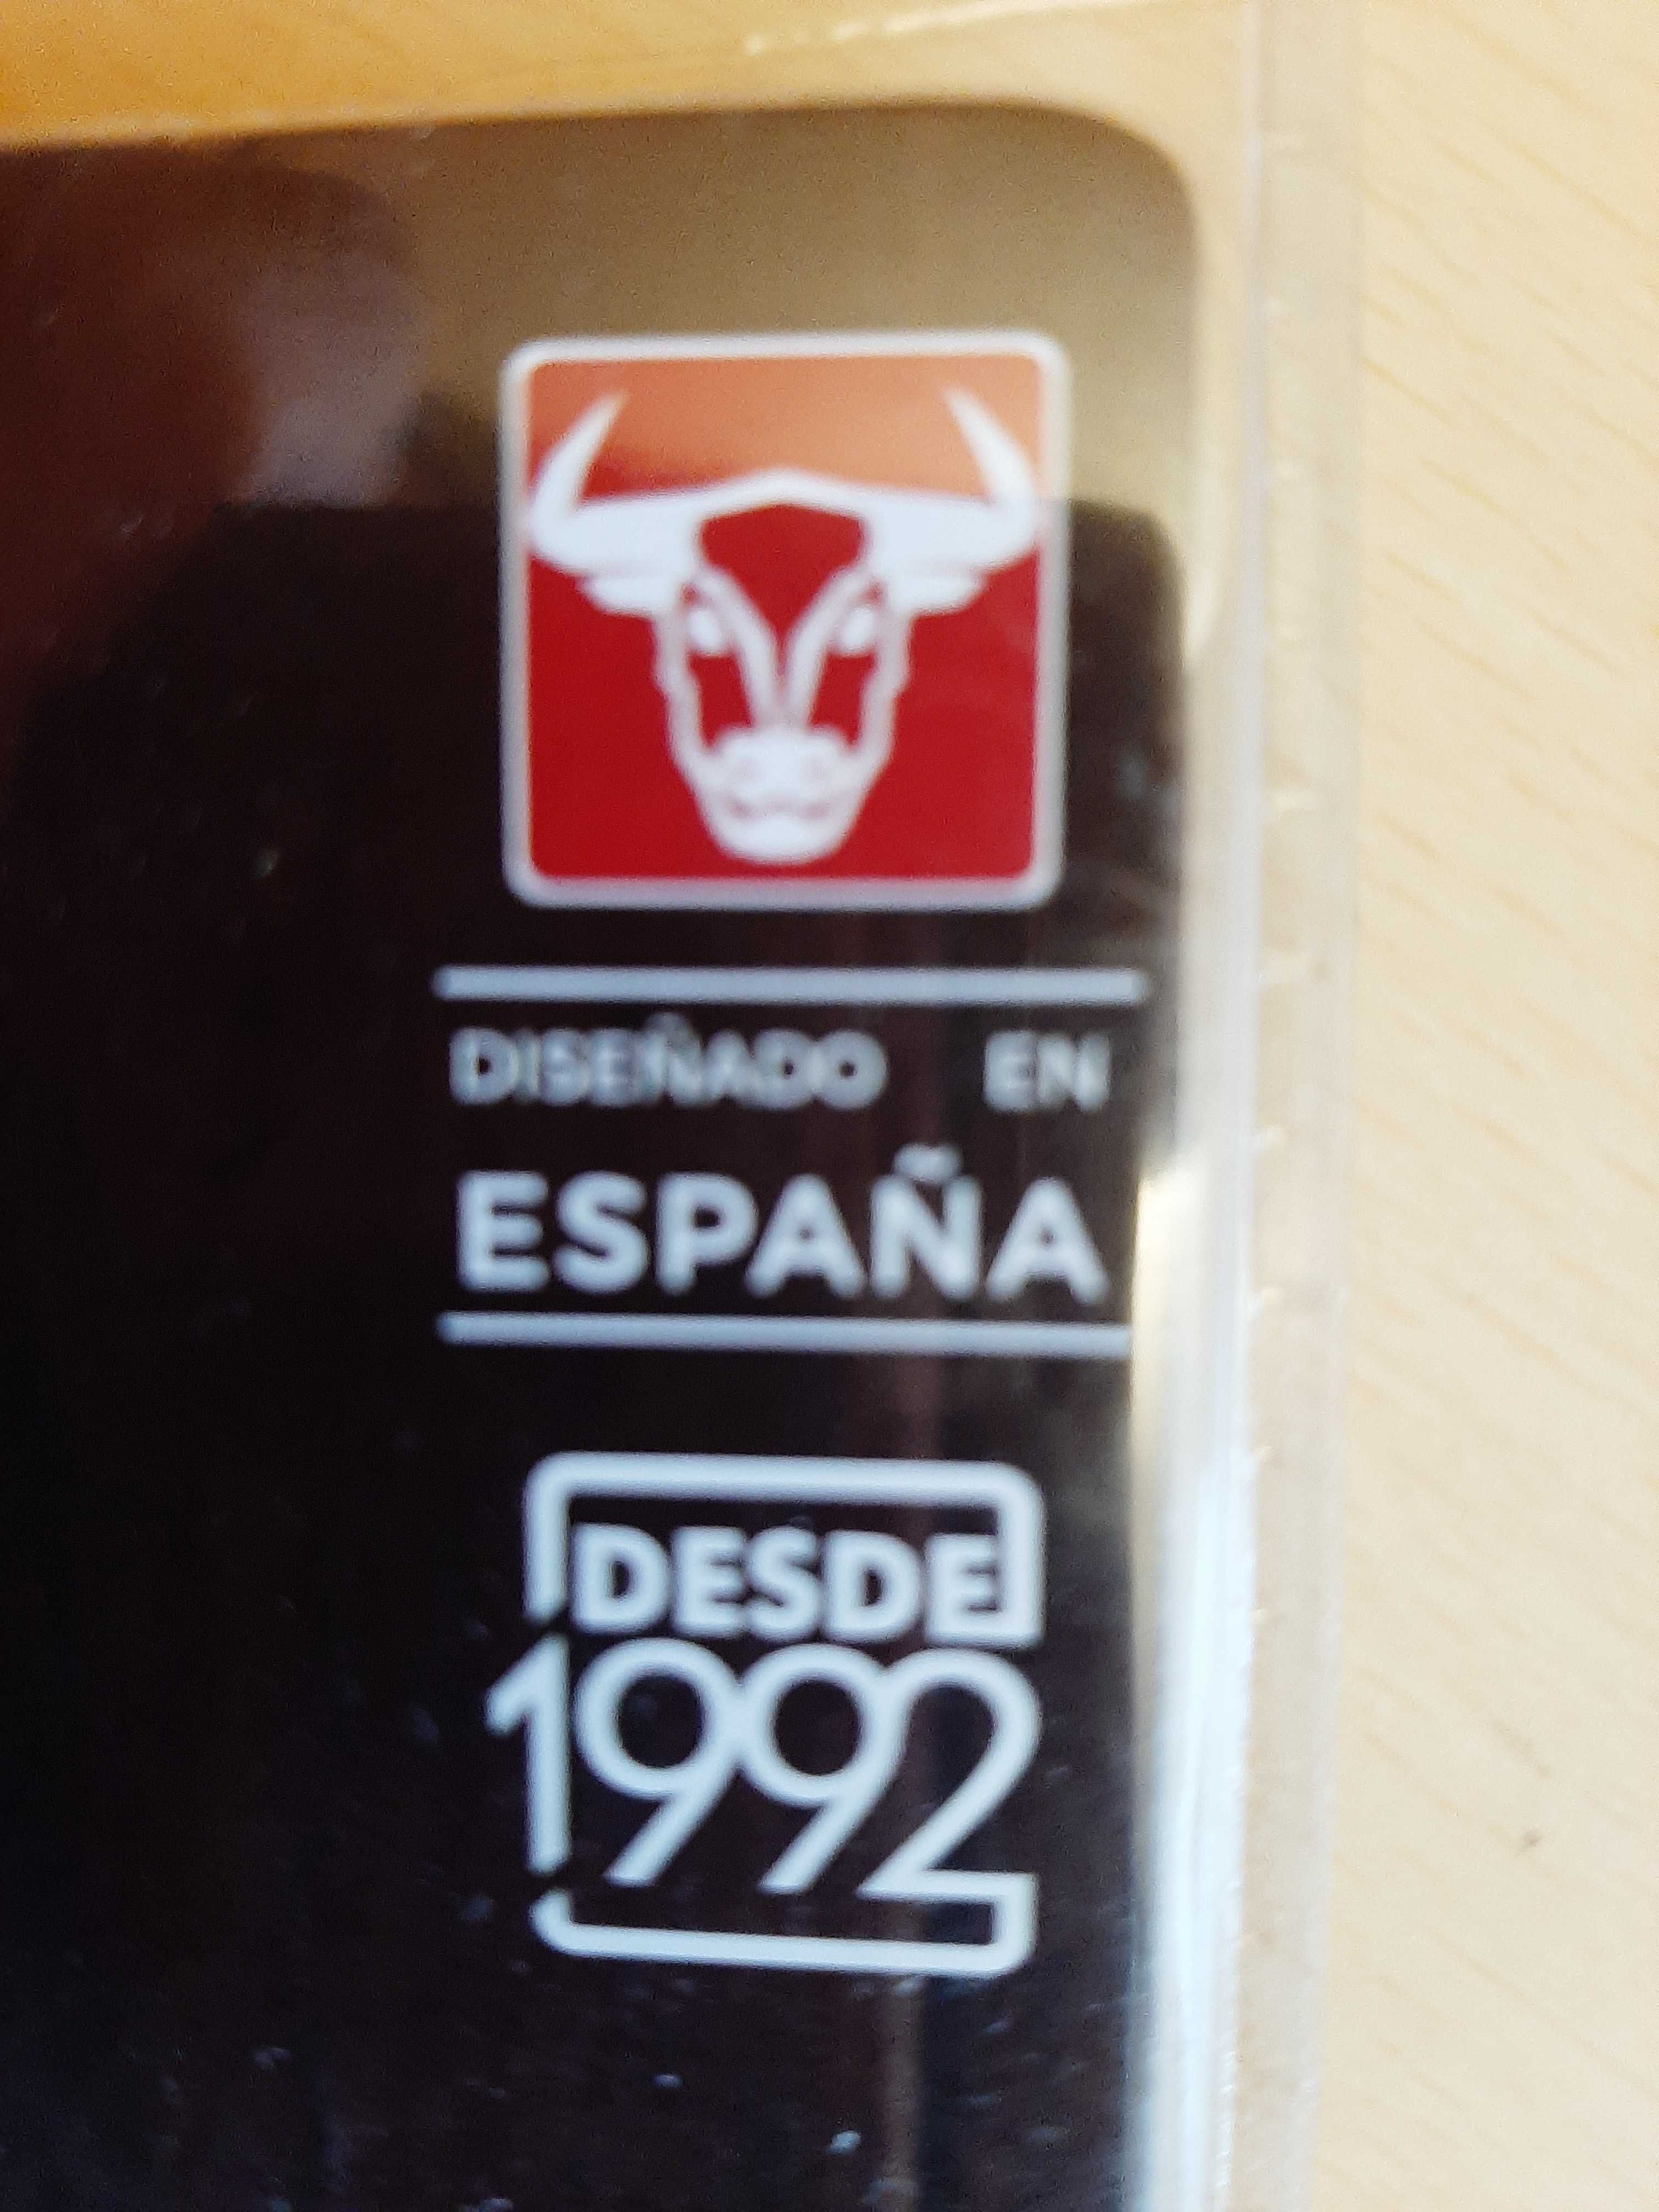 DISEÑADO EN
ESPAÑA
DESDE
1992